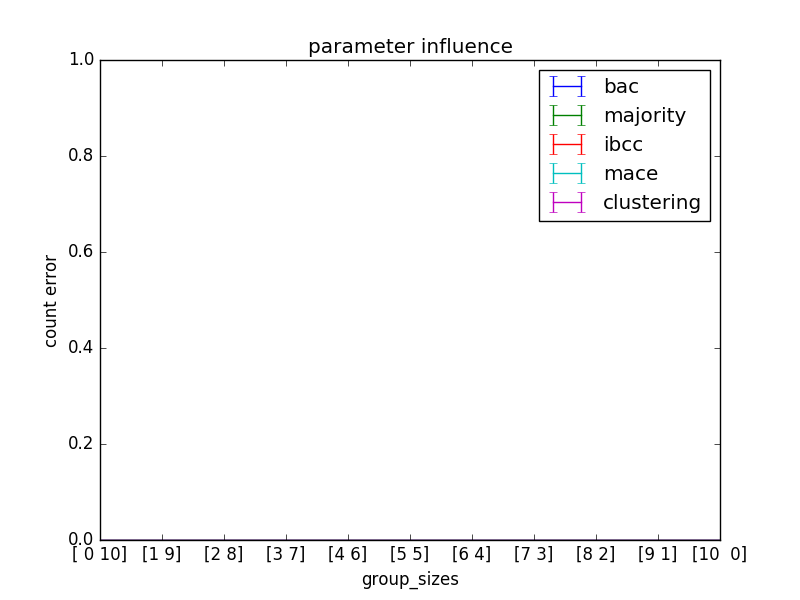 parameter influence
1.0
0.8
0.6
0.4
0.2
0.0
count error
bac
majority
ibcc
mace
clustering
[ 0 10] [1 9] [2 8] [3 7] [4 6] [5 5] [6 4] [7 3] [8 2] [9 1] [10  0]
group_sizes